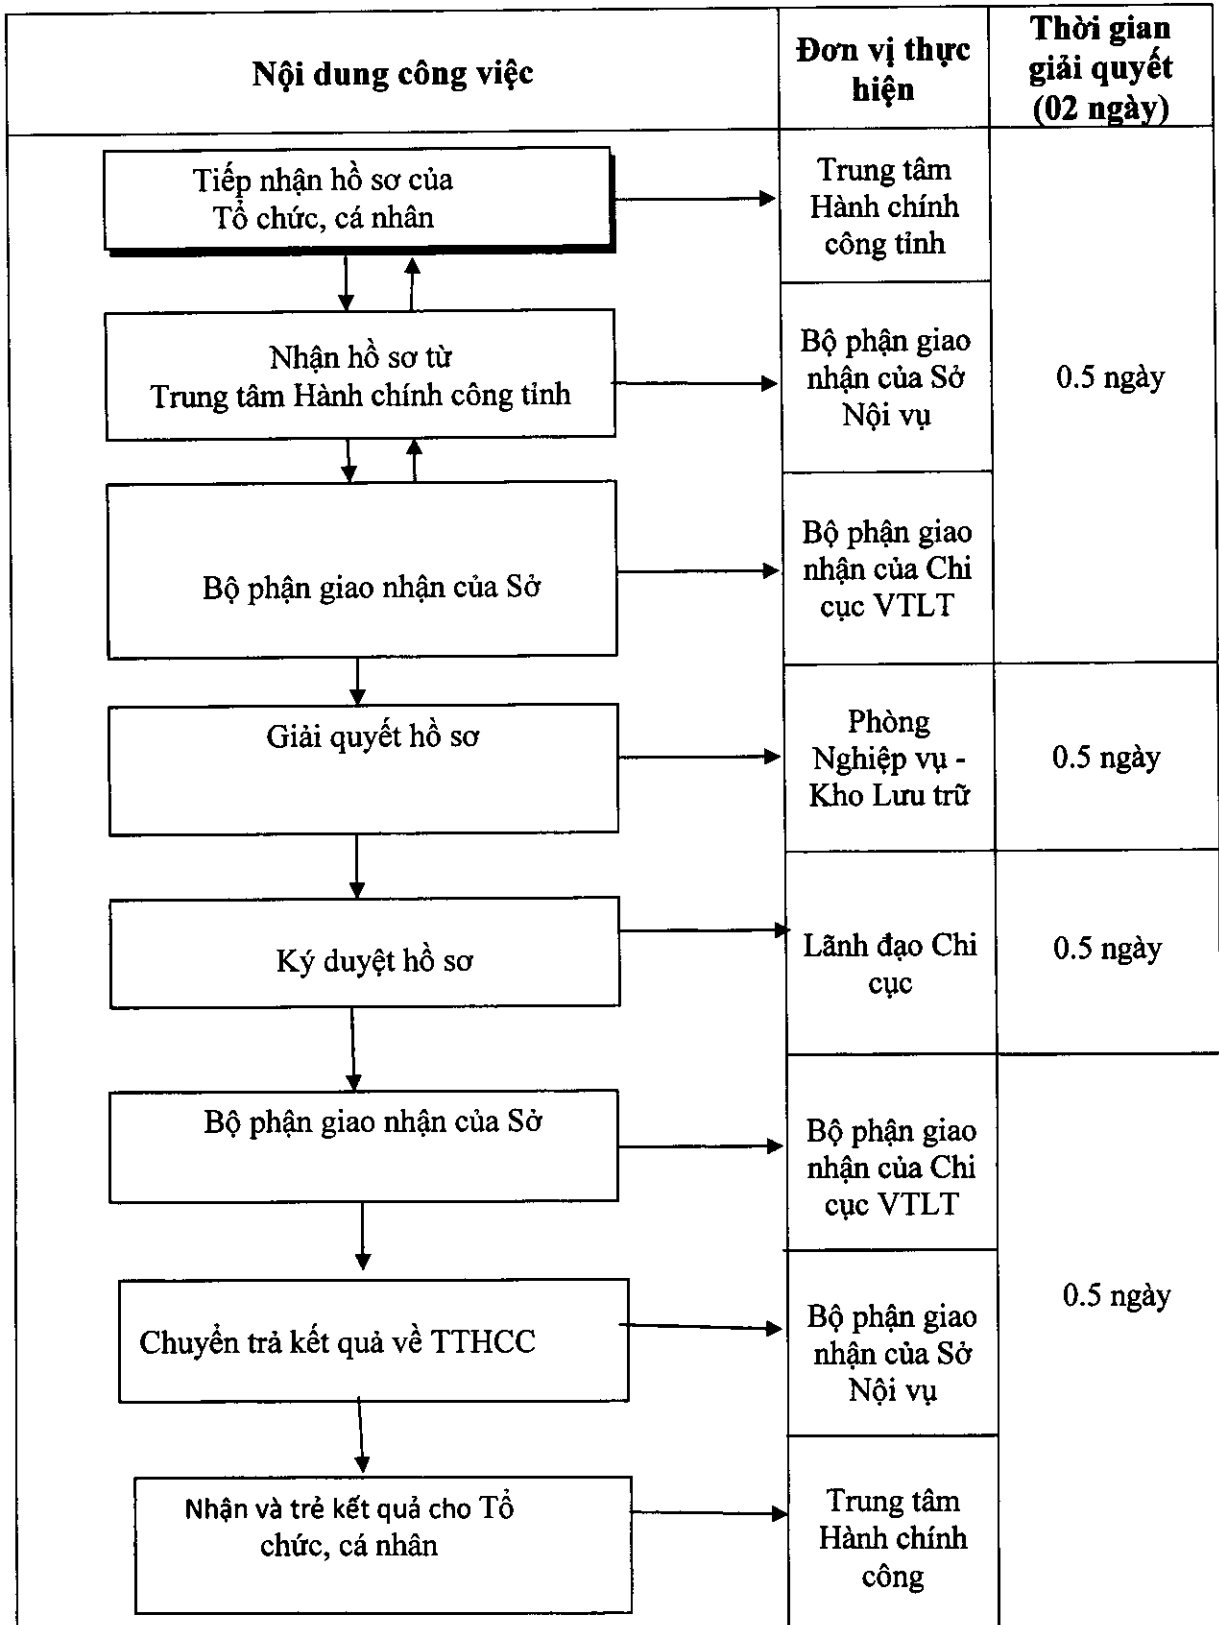 Nội dung công việc
Đơn vị thực
hiện
Thời gian
giải quyết
(02 ngày)
Tiếp nhận hồ sơ của
Tổ chức, cá nhân
Trung tâm
Hành chính
công tỉnh
Nhận hồ sơ từ
Trung tâm Hành chính công tỉnh
Bộ phận giao
nhận của Sở
Nội vụ
0.5 ngày
Bộ phận giao nhận của Sở
Bộ phận giao
nhận của Chi
cục VTLT
Giải quyết hồ sơ
Phòng
Nghiệp vụ -
Kho Lưu trữ
0.5 ngày
Ký duyệt hồ sơ
Lãnh đạo Chi
cục
0.5 ngày
Bộ phận giao nhận của Sở
Bộ phận giao
nhận của Chi
cục VTLT
Chuyển trả kết quả về TTHCC
Bộ phận giao
nhận của Sở
Nội vụ
0.5 ngày
Nhận và trẻ kết quả cho Tổ
chức, cá nhân
Trung tâm
Hành chính
công